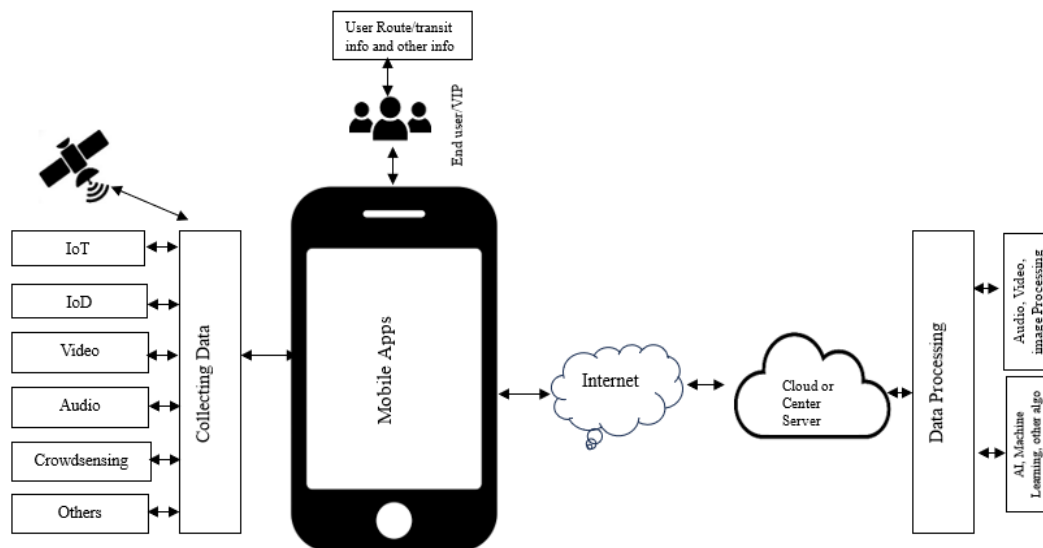 User Route/transit
info and other info
End user/VIP
IoT
IoD
Video
Audio
Crowdsensing
Others
Collecting Data
Mobile Apps
Internet
Cloud or
Center
Server
Data Processing
Audio, Video,
image Processing
AI, Machine
Learning, other algo